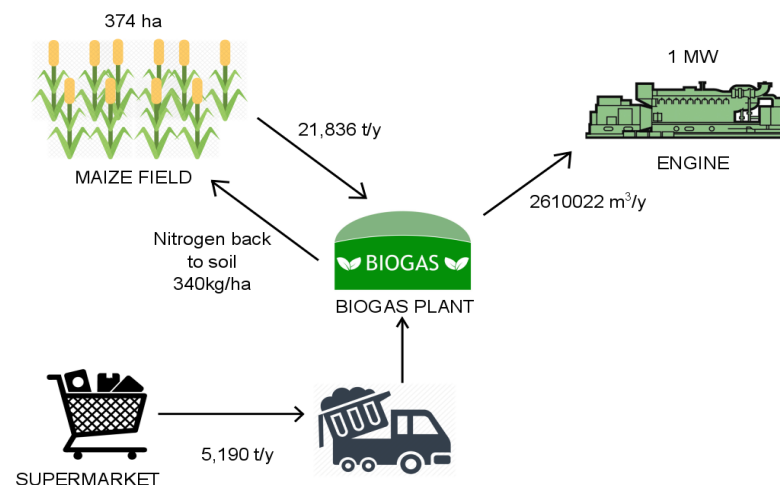 374 ha
1 MW
21,836 t/y
MAIZE FIELD
ENGINE
2610022 m³/y
Nitrogen back
to soil
340kg/ha
BIOGAS
BIOGAS PLANT
5,190 t/y
SUPERMARKET